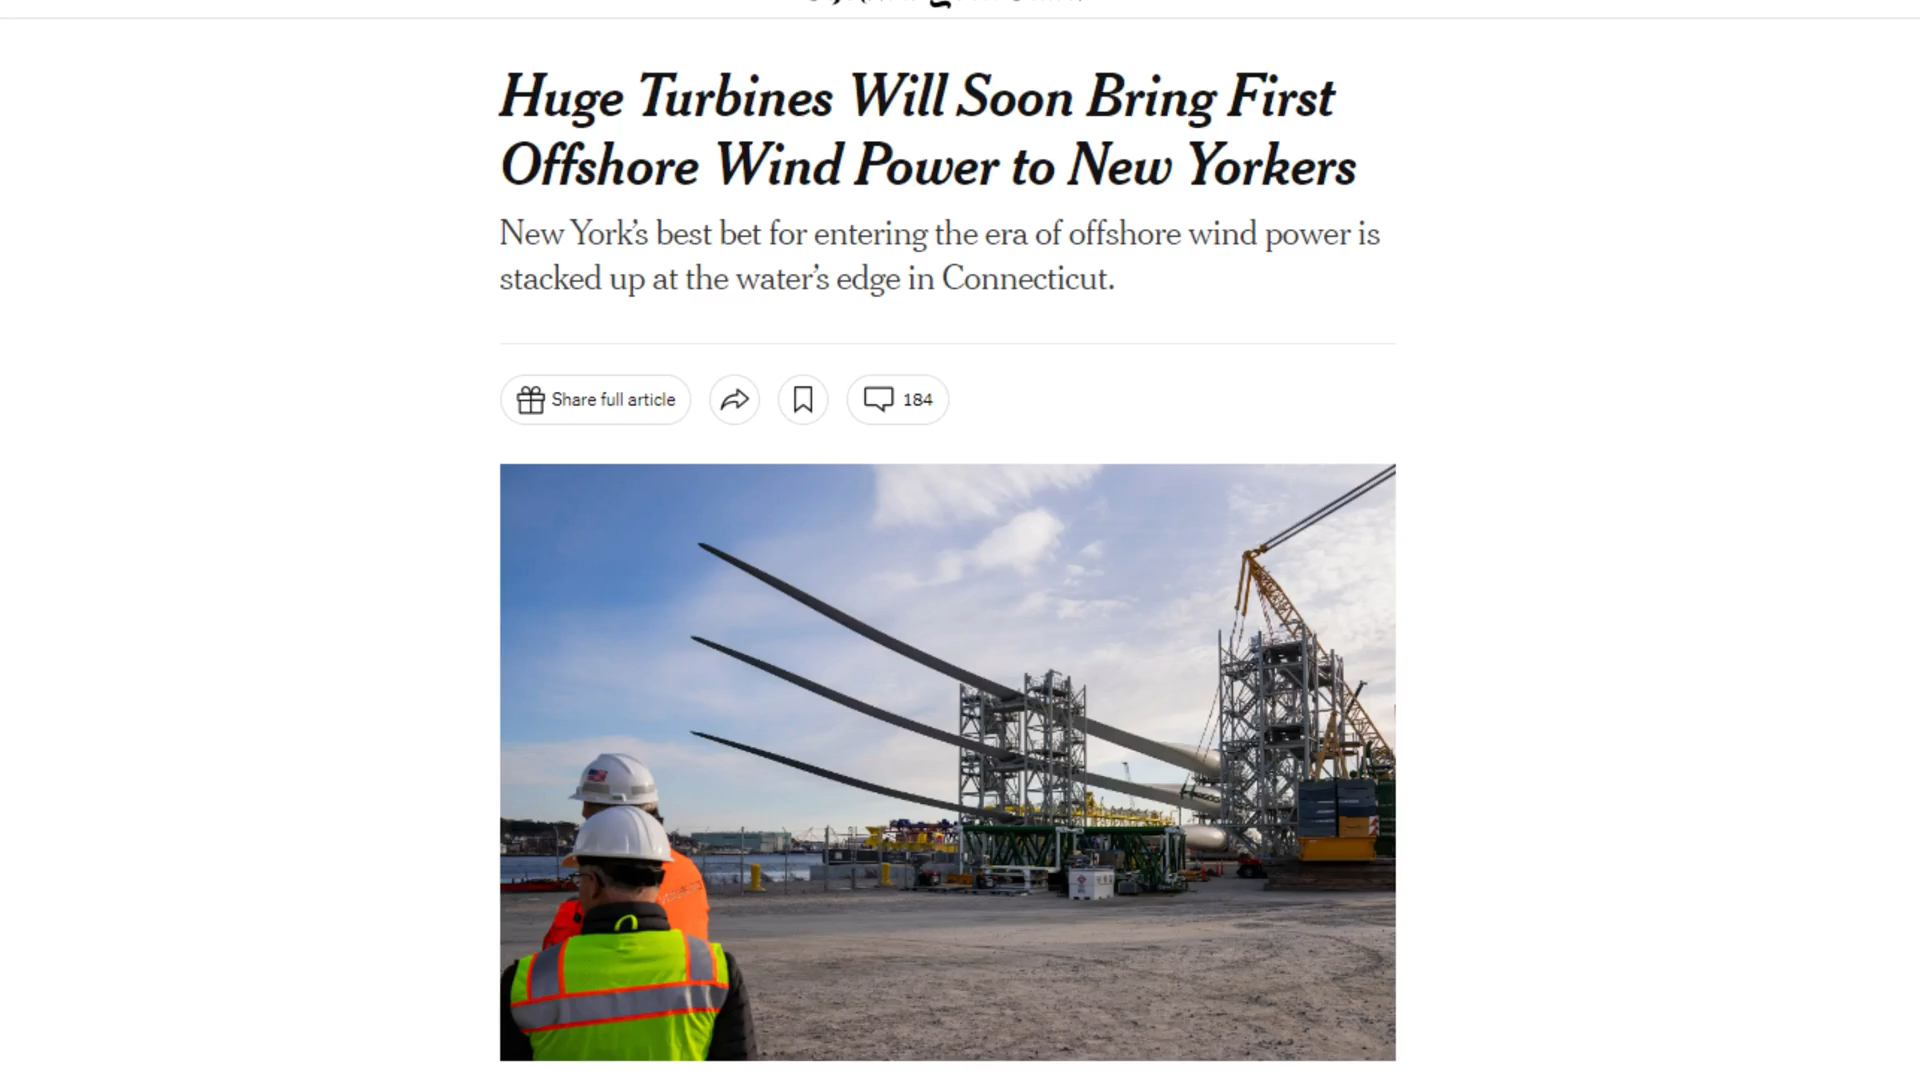 Huge Turbines Will Soon Bring First
Offshore Wind Power to New Yorkers
New York's best bet for entering the era of offshore wind power is
stacked up at the water's edge in Connecticut.
Share full article
184